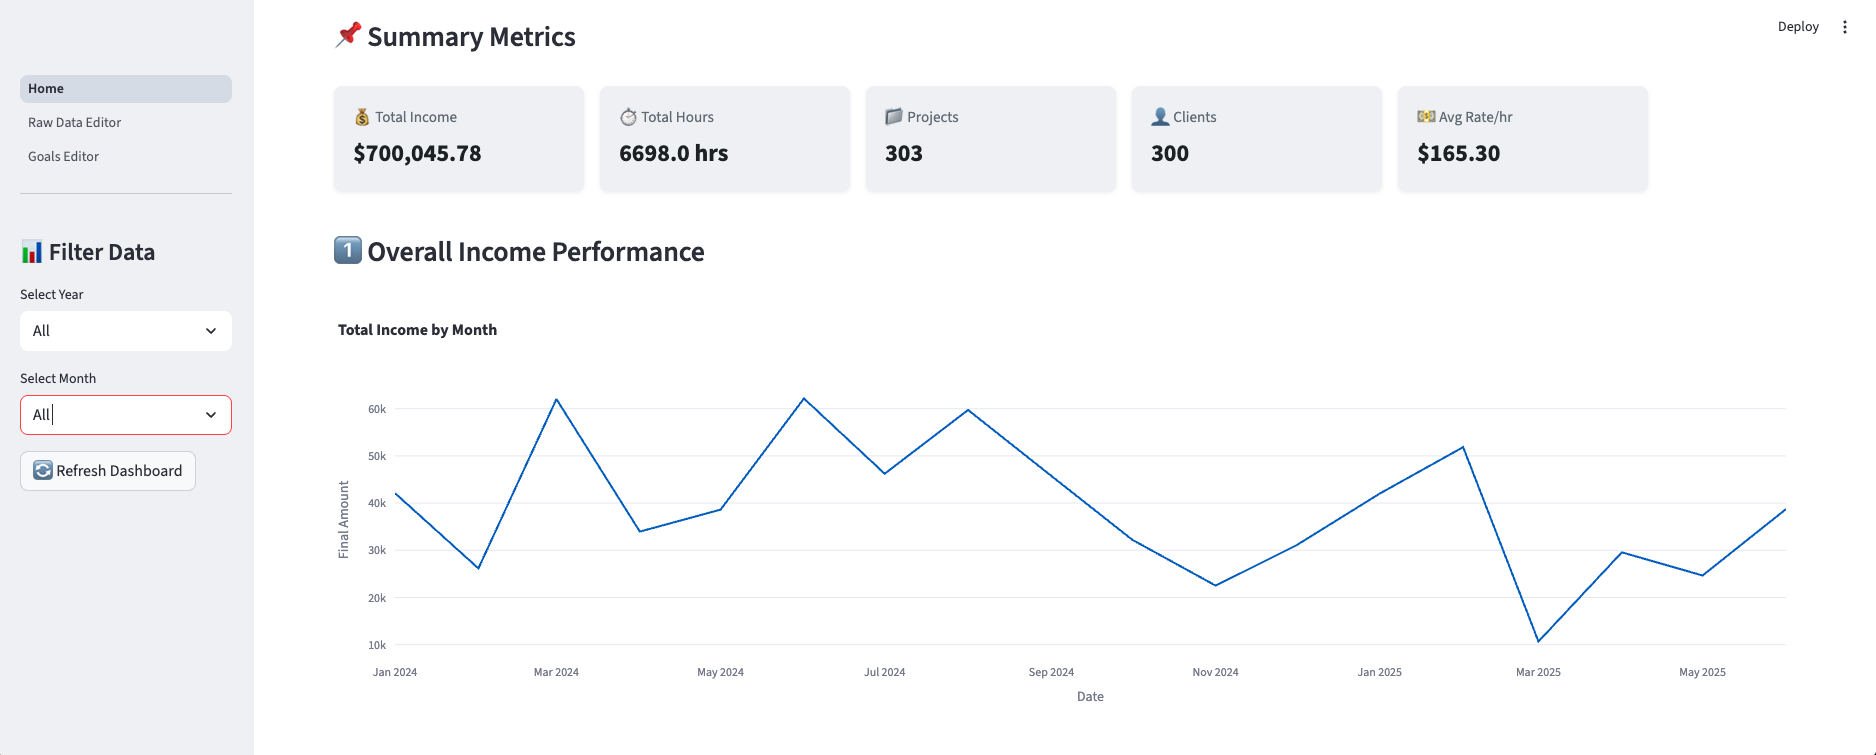 Deploy
Home
Raw Data Editor
Goals Editor
Filter Data
Select Year
All
Select Month
All
Refresh Dashboard
Summary Metrics
Total Income
$700,045.78
Total Hours
6698.0 hrs
Projects
303
Clients
300
Avg Rate/hr
$165.30
1 Overall Income Performance
Total Income by Month
Final Amount
60k
50k
40k
30k
20k
10k
Jan 2024 Mar 2024 May 2024 Jul 2024 Sep 2024 Nov 2024 Jan 2025 Mar 2025 May 2025
Date